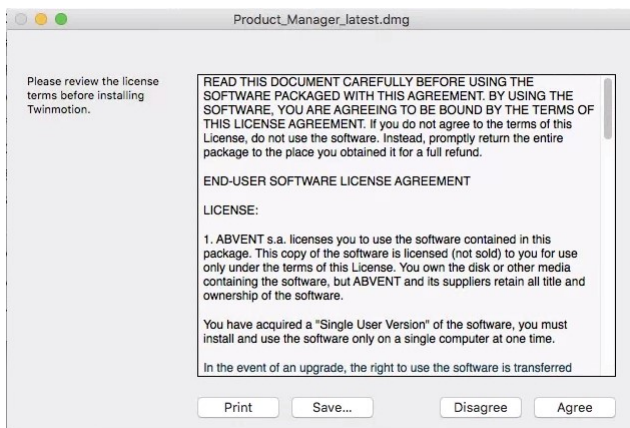 Product_Manager_latest.dmg
Please review the license
terms before installing
Twinmotion.
READ THIS DOCUMENT CAREFULLY BEFORE USING THE
SOFTWARE PACKAGED WITH THIS AGREEMENT. BY USING THE
SOFTWARE, YOU ARE AGREEING TO BE BOUND BY THE TERMS OF
THIS LICENSE AGREEMENT. If you do not agree to the terms of this
License, do not use the software. Instead, promptly return the entire
package to the place you obtained it for a full refund.
END-USER SOFTWARE LICENSE AGREEMENT
LICENSE:
1. ABVENT s.a. licenses you to use the software contained in this
package. This copy of the software is licensed (not sold) to you for use
only under the terms of this License. You own the disk or other media
containing the software, but ABVENT and its suppliers retain all title and
ownership of the software.
You have acquired a "Single User Version" of the software, you must
install and use the software only on a single computer at one time.
In the event of an upgrade, the right to use the software is transferred
Print
Save...
Disagree
Agree